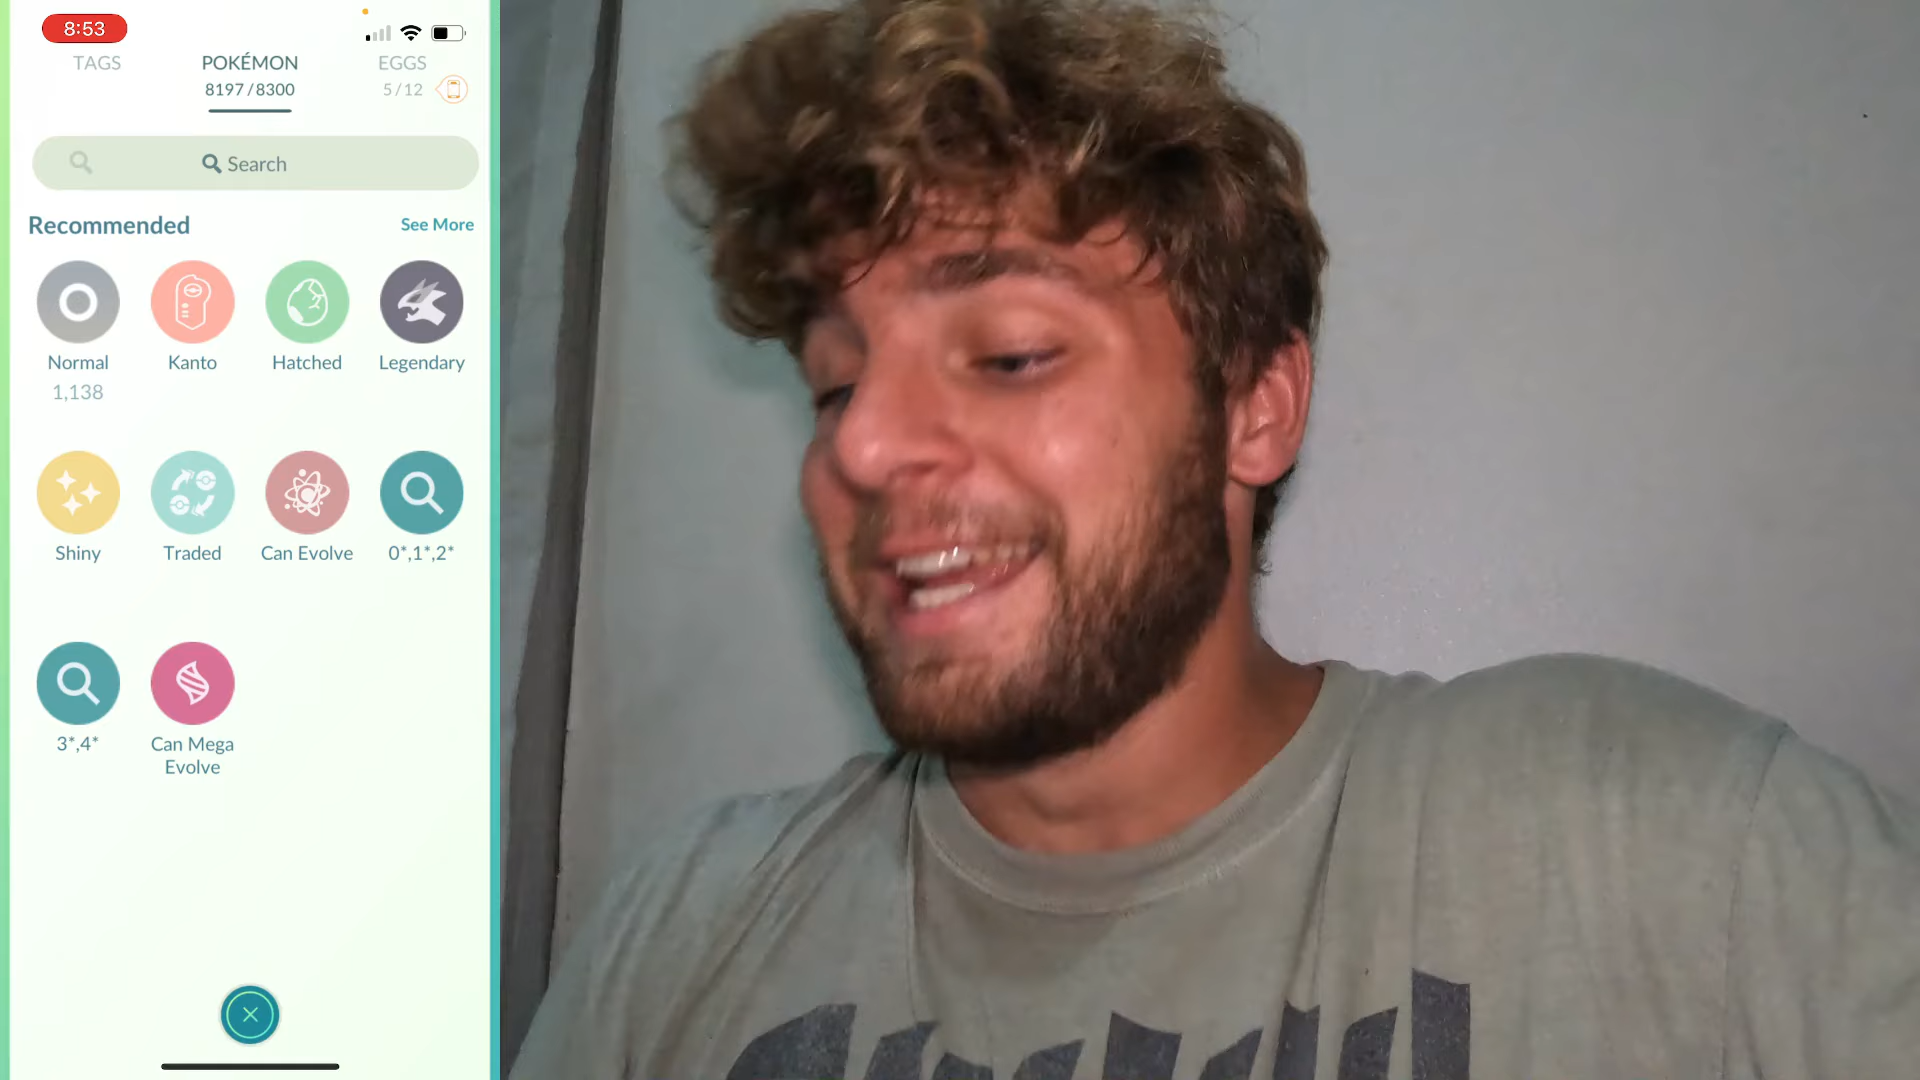 8:53
TAGS
POKÉMON
EGGS
8197/8300
5/12
Search
Recommended
See More
Normal
Kanto
Hatched
Legendary
1,138
Shiny
Traded
Can Evolve
0*,1*,2*
3*,4*
Can Mega
Evolve